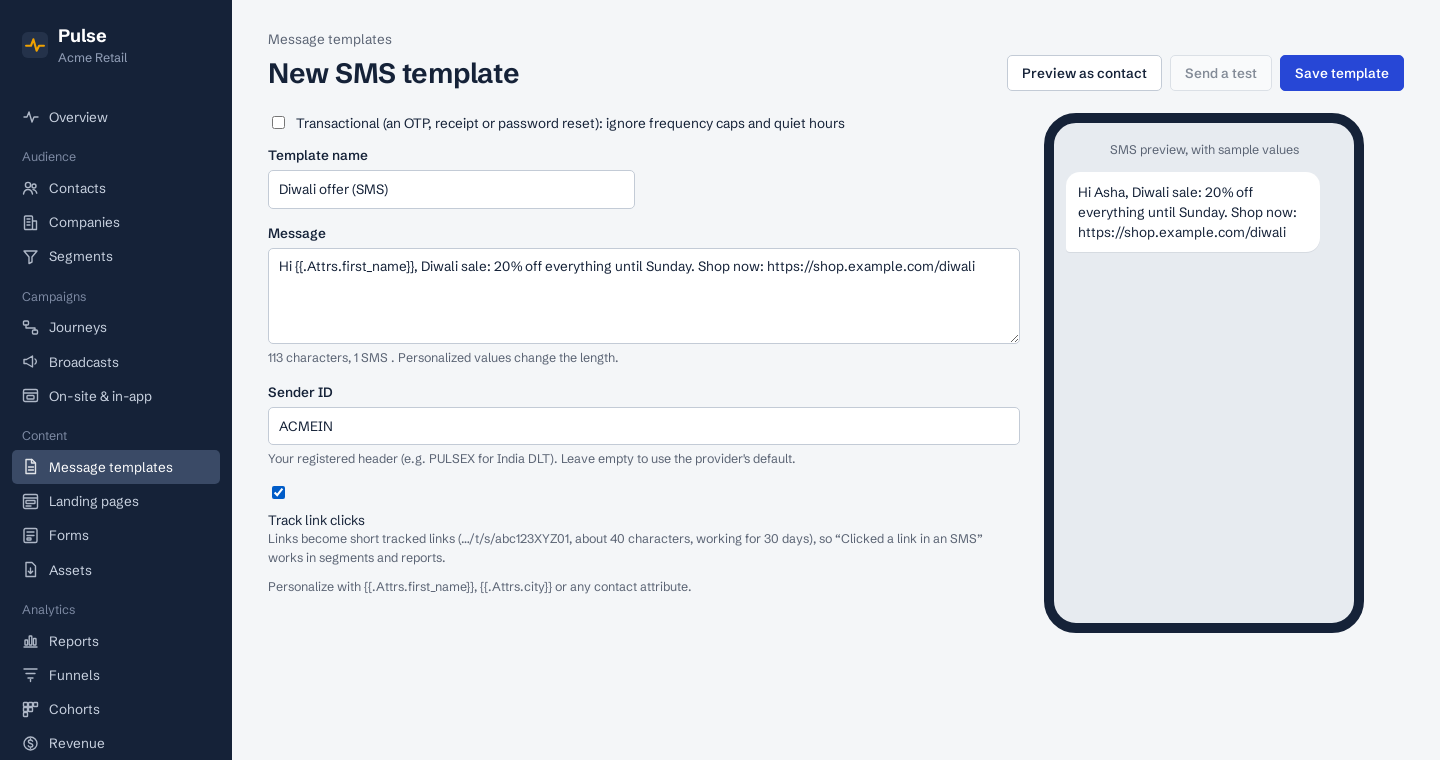 Pulse
Acme Retail
Overview
Audience
Contacts
Companies
Segments
Campaigns
Journeys
Broadcasts
On-site & in-app
Content
Message templates
Landing pages
Forms
Assets
Analytics
Reports
Funnels
Cohorts
Revenue
Message templates
New SMS template
Preview as contact
Send a test
Save template
Transactional (an OTP, receipt or password reset): ignore frequency caps and quiet hours
Template name
Diwali offer (SMS)
Message
Hi {{.Attrs.first_name}}, Diwali sale: 20% off everything until Sunday. Shop now: https://shop.example.com/diwali
113 characters, 1 SMS . Personalized values change the length.
Sender ID
ACMEIN
Your registered header (e.g. PULSEX for India DLT). Leave empty to use the provider's default.
Track link clicks
Links become short tracked links (…/t/s/abc123XYZ01, about 40 characters, working for 30 days), so “Clicked a link in an SMS”
works in segments and reports.
Personalize with {{.Attrs.first_name}}, {{.Attrs.city}} or any contact attribute.
SMS preview, with sample values
Hi Asha, Diwali sale: 20% off
everything until Sunday. Shop now:
https://shop.example.com/diwali